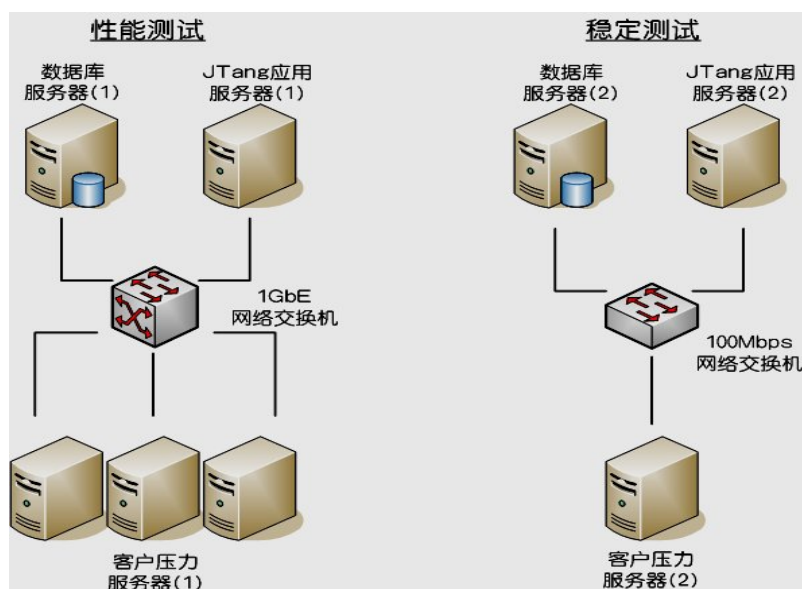 性能测试
数据库
服务器(1)
JTang应用
服务器(1)
1GbE
网络交换机
客户压力
服务器(1)
稳定测试
数据库
服务器(2)
JTang应用
服务器(2)
100Mbps
网络交换机
客户压力
服务器(2)